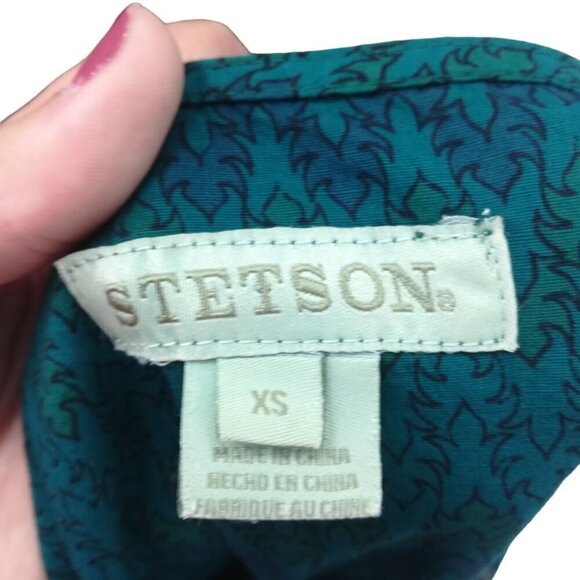 STETSON®
XS
MADE IN CHINA
HECHO EN CHINA
FABRIQUE AU CHINE